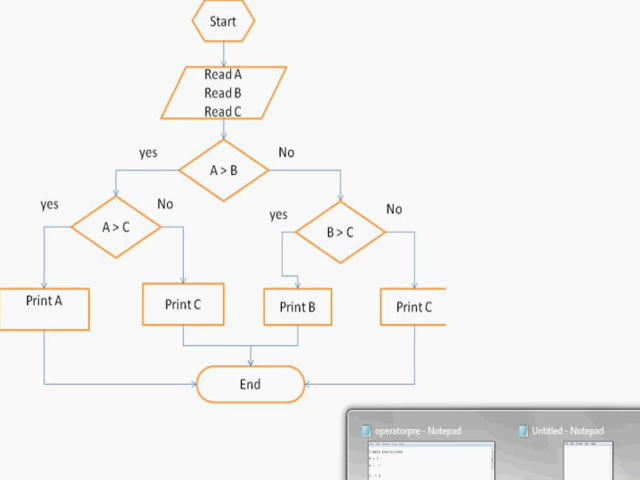 Start
Read A
Read B
Read C
yes
A > B
No
yes
A > C
No
yes
B > C
No
Print A
Print C
Print B
Print C
End
operatorpre - Notepad
Untitled - Notepad